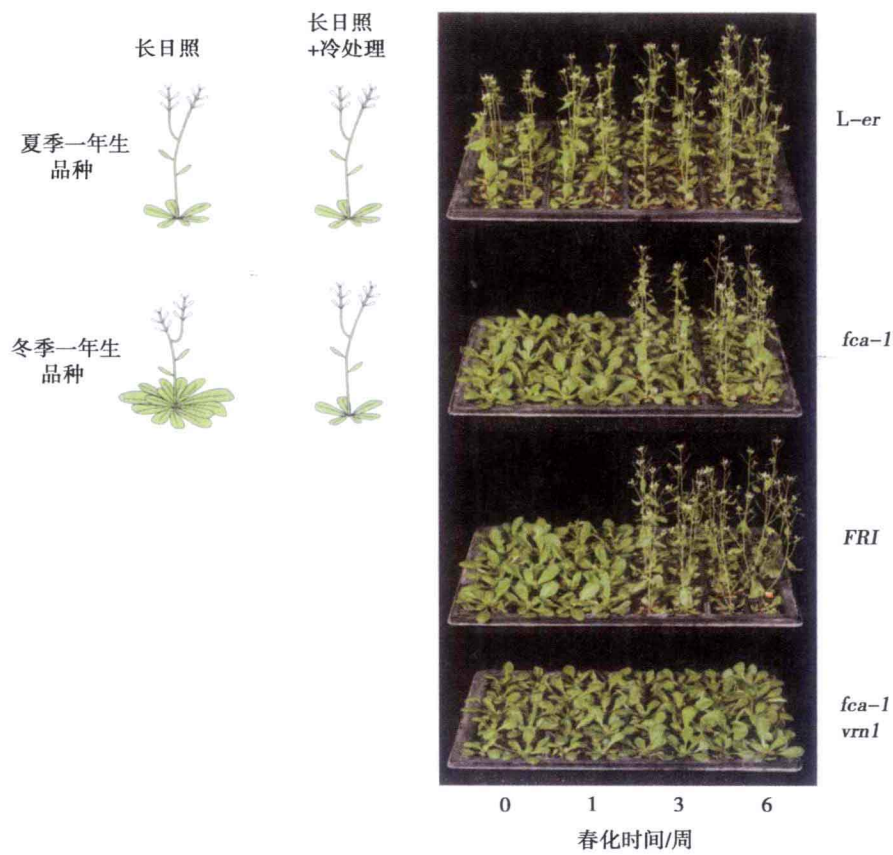 长日照
长日照
+冷处理
夏季一年生
品种
冬季一年生
品种
L-er
fca-1
FRI
fca-1
vrn1
0 1 3 6
春化时间/周